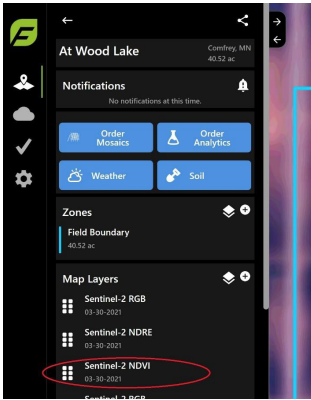 At Wood Lake
Comfrey, MN
40.52 ac
Notifications
No notifications at this time.
Order
Mosaics
Order
Analytics
Weather
Soil
Zones
Field Boundary
40.52 ac
Map Layers
Sentinel-2 RGB
03-30-2021
Sentinel-2 NDRE
03-30-2021
Sentinel-2 NDVI
03-30-2021
Sentinel-2 RGB